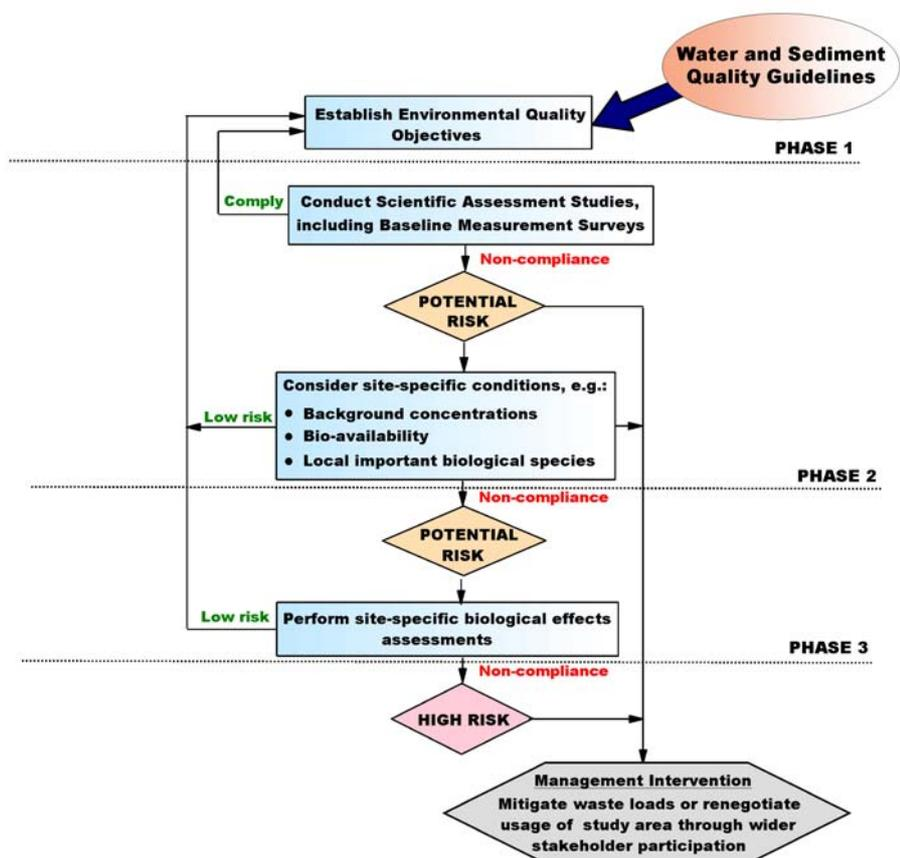 Water and Sediment
Quality Guidelines
Establish Environmental Quality
Objectives
PHASE 1
Comply
Conduct Scientific Assessment Studies,
including Baseline Measurement Surveys
Non-compliance
POTENTIAL
RISK
Consider site-specific conditions, e.g.:
Low risk
● Background concentrations
● Bio-availability
● Local important biological species
PHASE 2
Non-compliance
POTENTIAL
RISK
Low risk
Perform site-specific biological effects
assessments
PHASE 3
Non-compliance
HIGH RISK
Management Intervention
Mitigate waste loads or renegotiate
usage of study area through wider
stakeholder participation